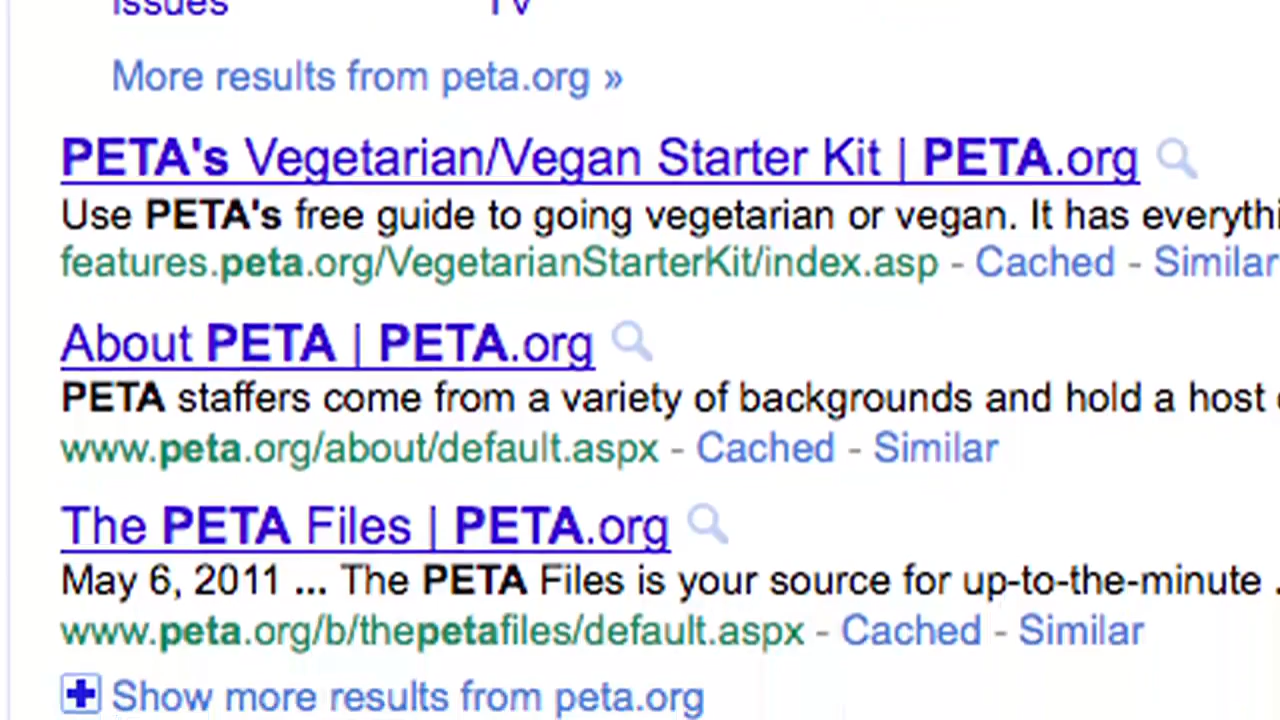 Issues TV
More results from peta.org »
PETA's Vegetarian/Vegan Starter Kit | PETA.org
Use PETA's free guide to going vegetarian or vegan. It has everythi
features.peta.org/VegetarianStarterKit/index.asp - Cached - Similar
About PETA | PETA.org
PETA staffers come from a variety of backgrounds and hold a host
www.peta.org/about/default.aspx - Cached - Similar
The PETA Files | PETA.org
May 6, 2011 ... The PETA Files is your source for up-to-the-minute .
www.peta.org/b/thepetafiles/default.aspx - Cached - Similar
Show more results from peta.org